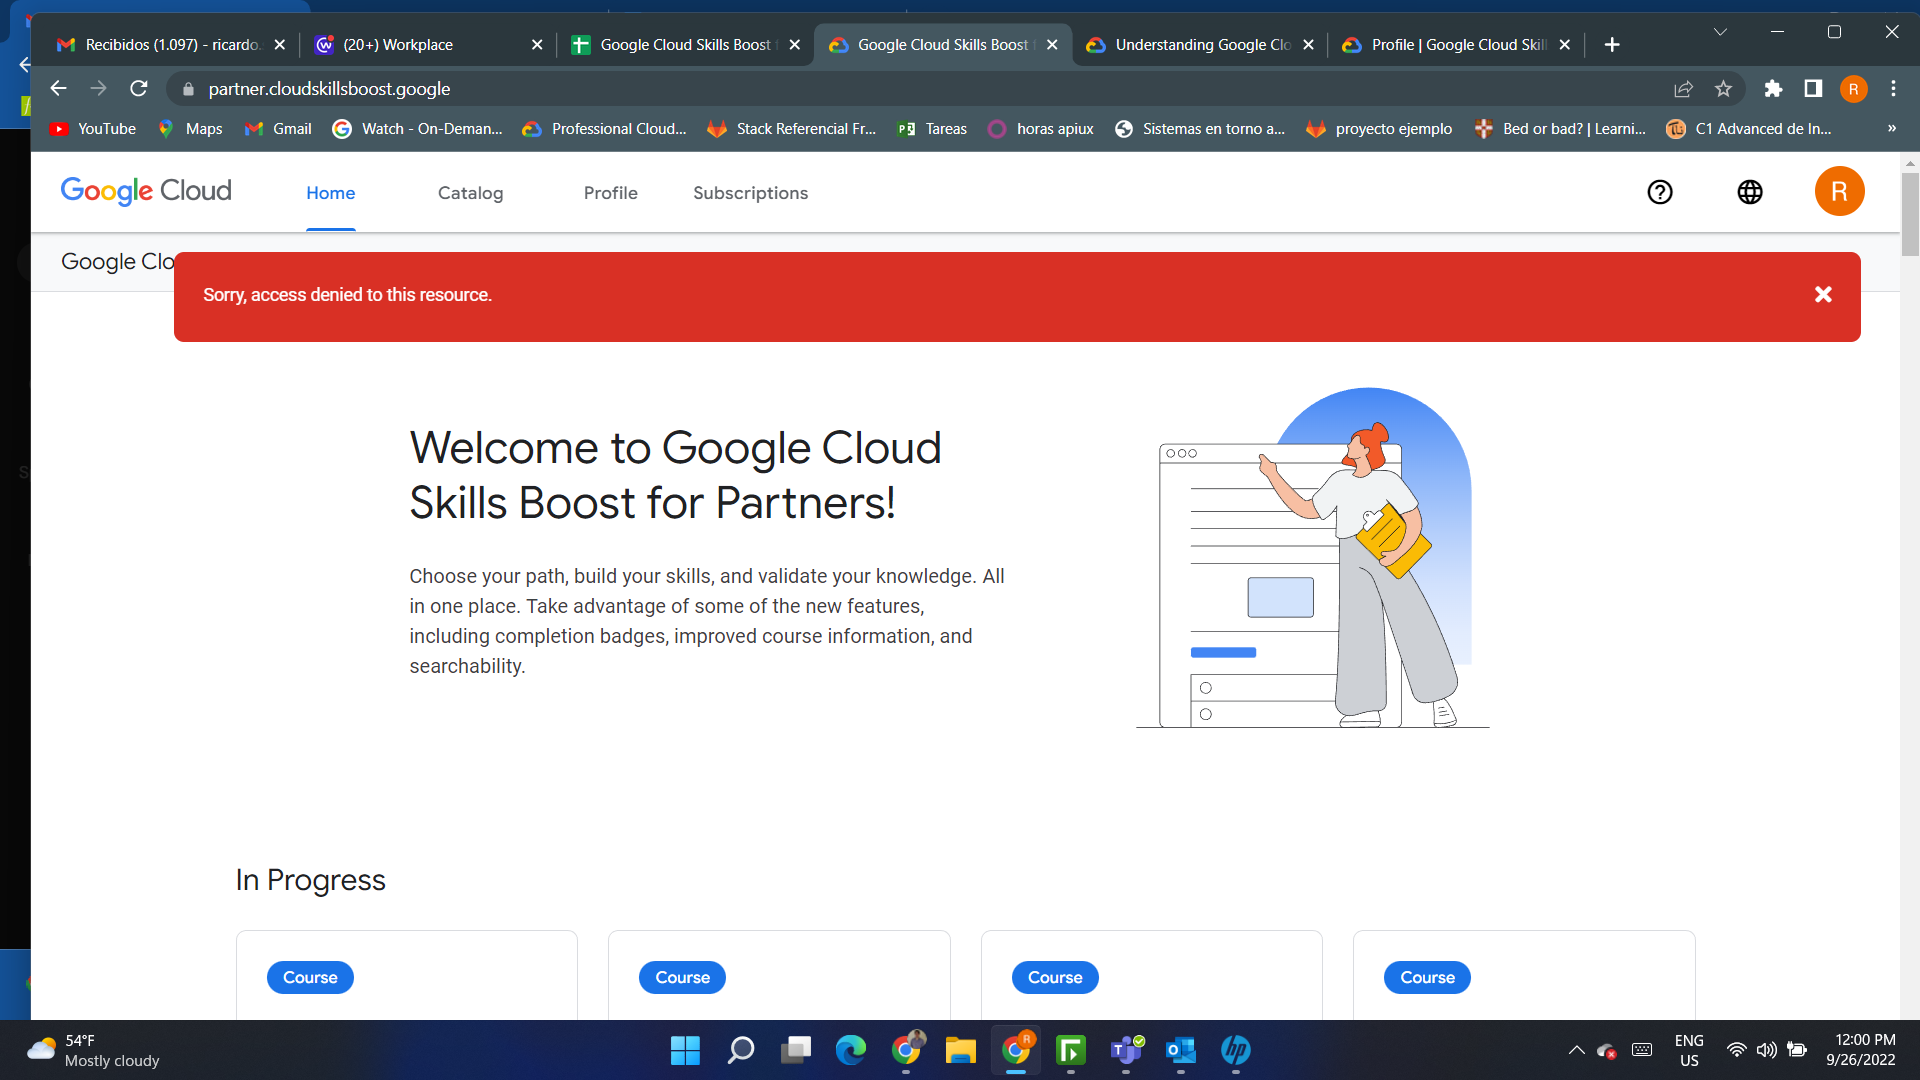 Recibidos (1.097) - ricardo.
(20+) Workplace
Google Cloud Skills Boost
Google Cloud Skills Boost
Understanding Google Clo
Profile | Google Cloud Skill
partner.cloudskillsboost.google
R
YouTube
Maps
Gmail
Watch - On-Deman...
Professional Cloud...
Stack Referencial Fr...
Tareas
horas apiux
Sistemas en torno a...
proyecto ejemplo
Bed or bad? | Learni...
C1 Advanced de In...
»
Google Cloud
Home
Catalog
Profile
Subscriptions
R
Google Clo
Sorry, access denied to this resource.
Welcome to Google Cloud
Skills Boost for Partners!
Choose your path, build your skills, and validate your knowledge. All
in one place. Take advantage of some of the new features,
including completion badges, improved course information, and
searchability.
In Progress
Course
Course
Course
Course
54°F
Mostly cloudy
R
hp
ENG
US
12:00 PM
9/26/2022